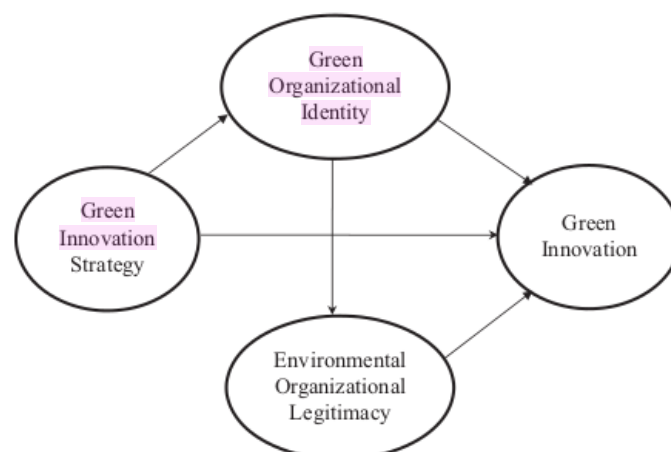 Green
Organizational
Identity
Green
Innovation
Strategy
Green
Innovation
Environmental
Organizational
Legitimacy